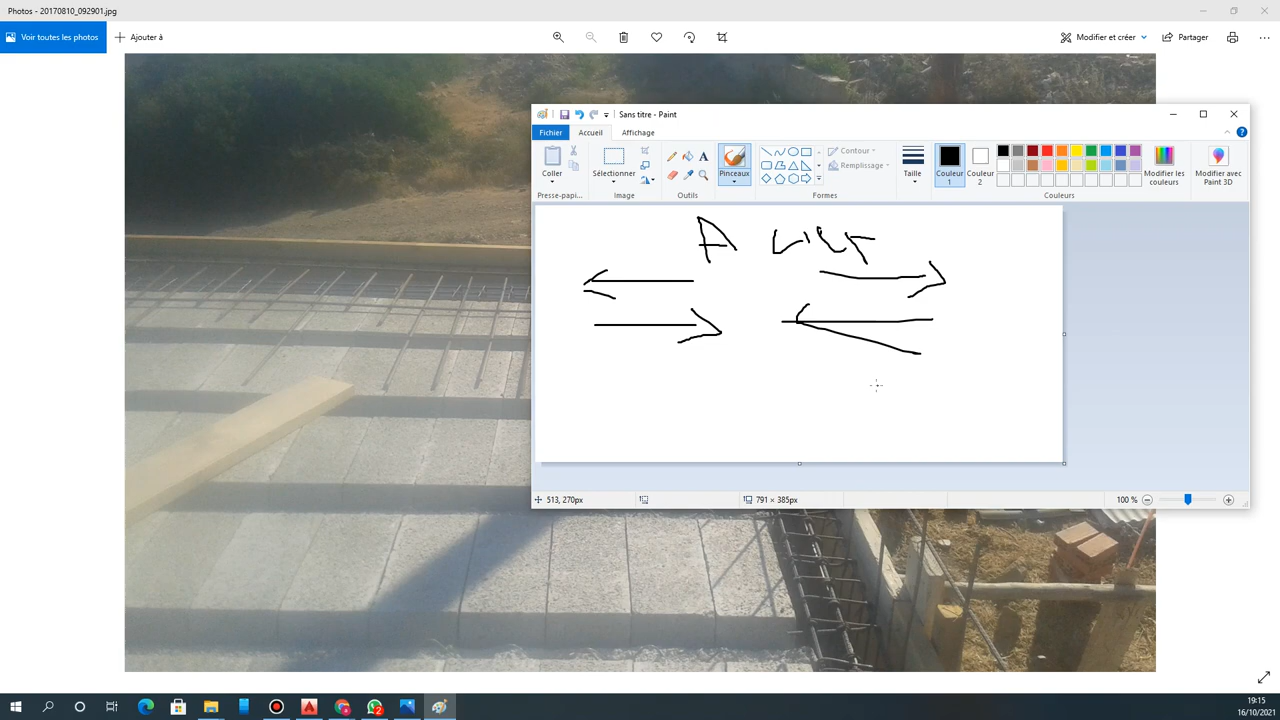 Photos - 20170810_092901.jpg
Voir toutes les photos
Ajouter à
Modifier et créer
Partager
Sans titre - Paint
Fichier
Accueil
Affichage
Coller
Sélectionner
Pinceaux
Contour
Remplissage
Taille
Couleur 1
Couleur 2
Modifier les couleurs
Modifier avec Paint 3D
Presse-papi...
Image
Outils
Formes
Couleurs
A
513, 270px
791 × 385px
100 %
2
19:15
16/10/2021